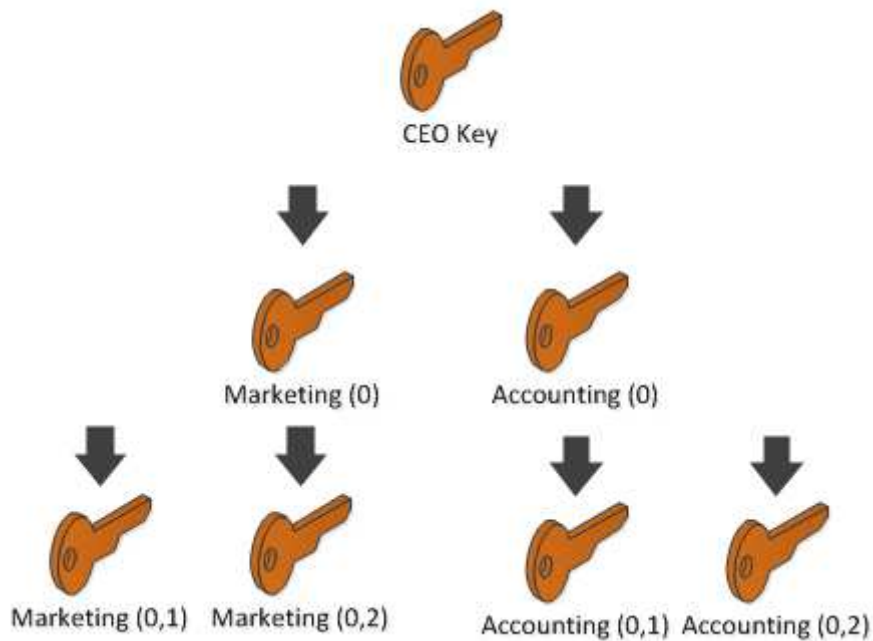 CEO Key
Marketing (0)
Accounting (0)
Marketing (0,1)
Marketing (0,2)
Accounting (0,1)
Accounting (0,2)